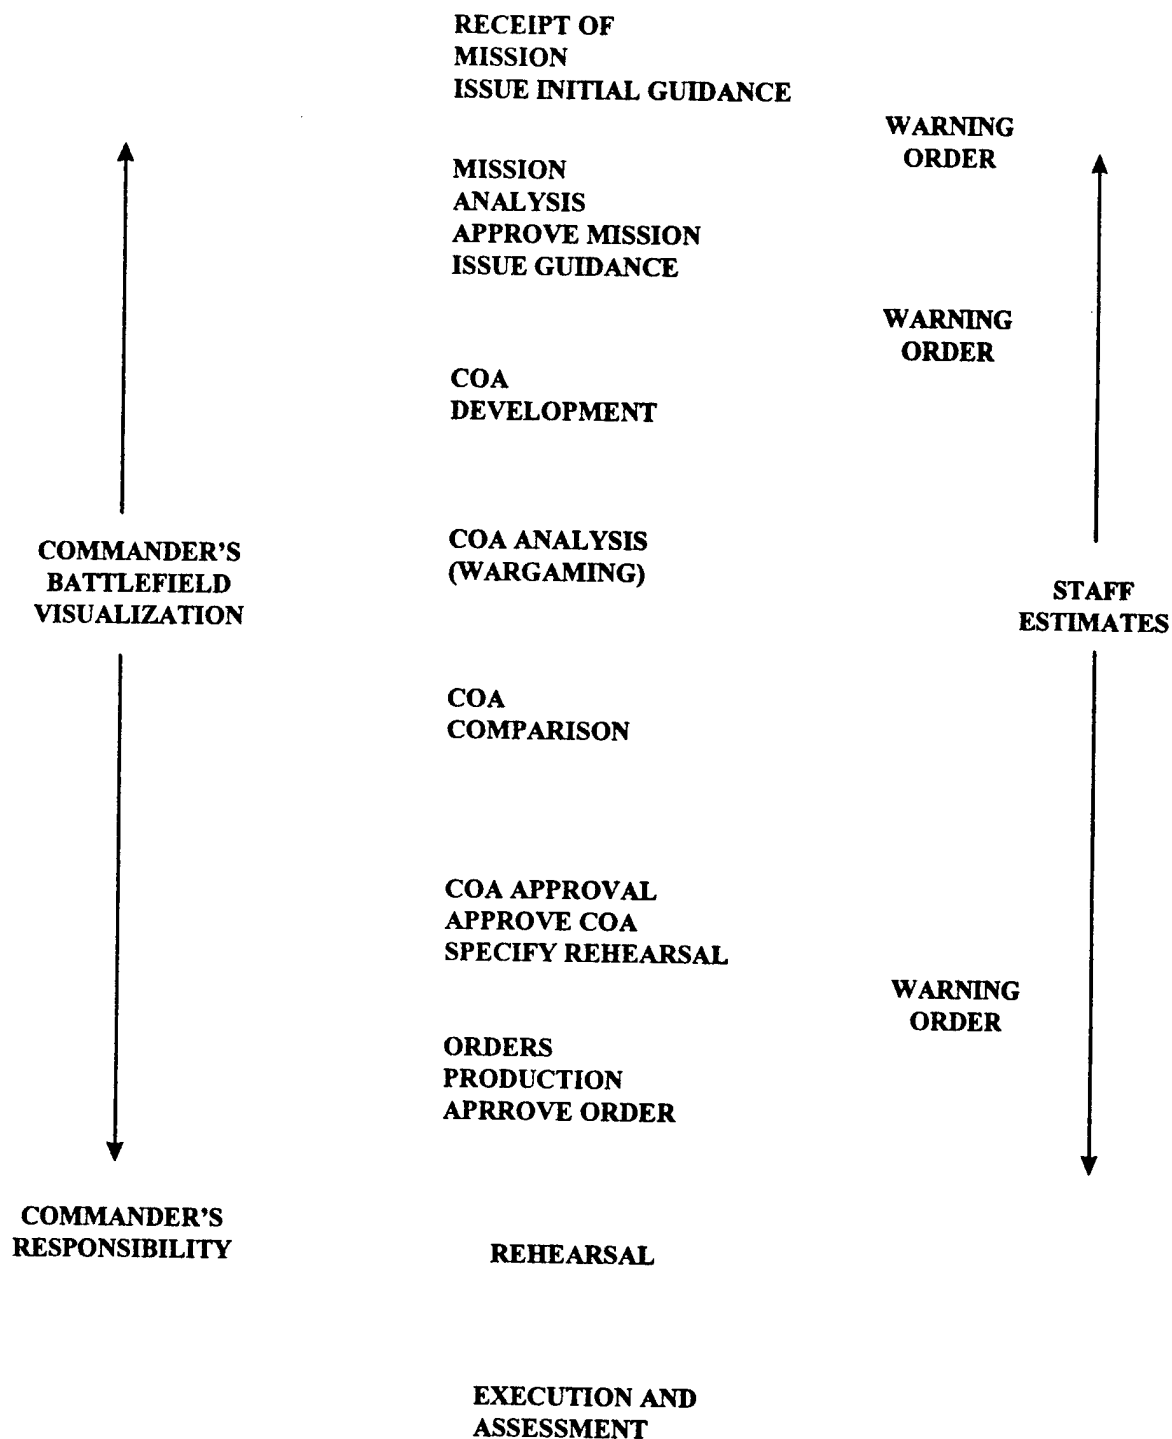 RECEIPT OF
MISSION
ISSUE INITIAL GUIDANCE
WARNING
ORDER
MISSION
ANALYSIS
APPROVE MISSION
ISSUE GUIDANCE
WARNING
ORDER
COA
DEVELOPMENT
COA ANALYSIS
(WARGAMING)
COMMANDER'S
BATTLEFIELD
VISUALIZATION
STAFF
ESTIMATES
COA
COMPARISON
COA APPROVAL
APPROVE COA
SPECIFY REHEARSAL
WARNING
ORDER
ORDERS
PRODUCTION
APRROVE ORDER
COMMANDER'S
RESPONSIBILITY
REHEARSAL
EXECUTION AND
ASSESSMENT